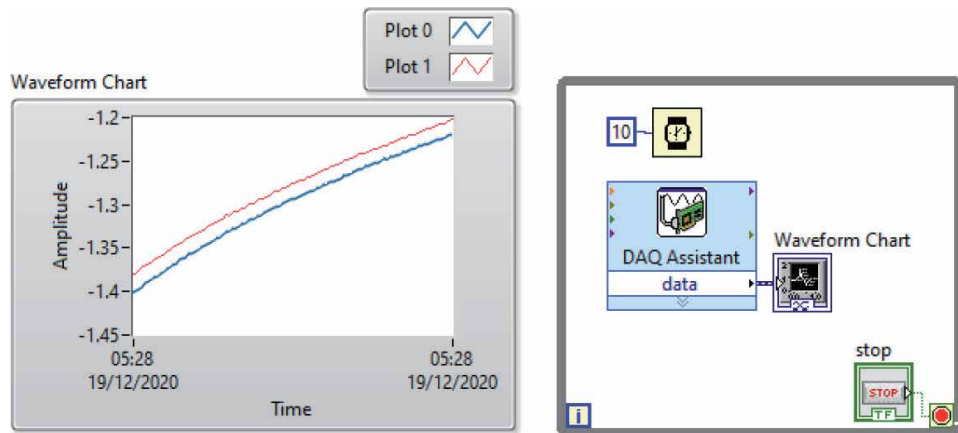 Plot 0
Plot 1
Waveform Chart
-1.2
-1.25
-1.3
-1.35
-1.4
-1.45
Amplitude
05:28
19/12/2020
05:28
19/12/2020
Time
10
DAQ Assistant
data
Waveform Chart
stop
STOP
TF
i